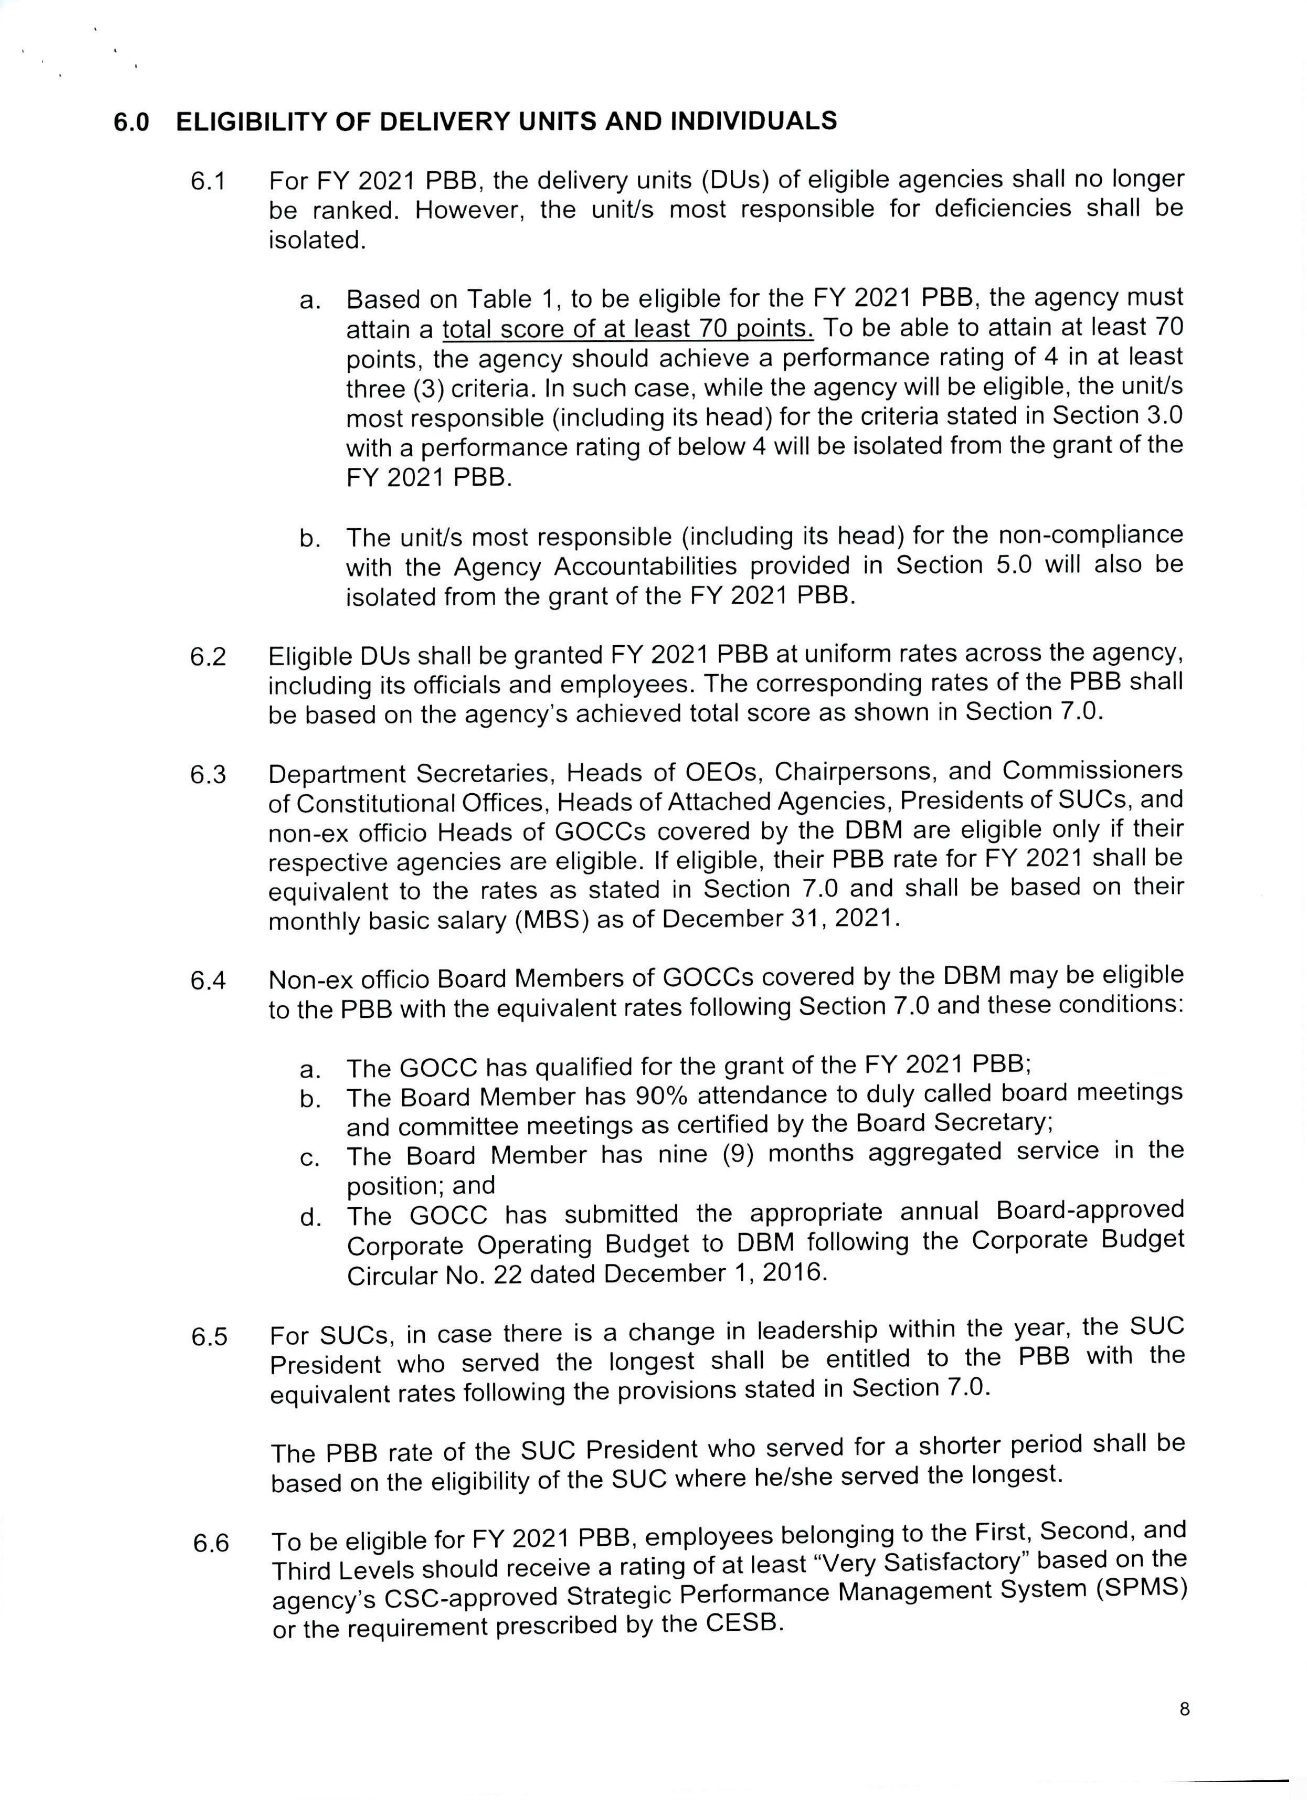 6.0 ELIGIBILITY OF DELIVERY UNITS AND INDIVIDUALS
6.1 For FY 2021 PBB, the delivery units (DUs) of eligible agencies shall no longer
be ranked. However, the unit/s most responsible for deficiencies shall be
isolated.
a. Based on Table 1, to be eligible for the FY 2021 PBB, the agency must
attain a total score of at least 70 points. To be able to attain at least 70
points, the agency should achieve a performance rating of 4 in at least
three (3) criteria. In such case, while the agency will be eligible, the unit/s
most responsible (including its head) for the criteria stated in Section 3.0
with a performance rating of below 4 will be isolated from the grant of the
FY 2021 PBB.
b. The unit/s most responsible (including its head) for the non-compliance
with the Agency Accountabilities provided in Section 5.0 will also be
isolated from the grant of the FY 2021 PBB.
6.2 Eligible DUs shall be granted FY 2021 PBB at uniform rates across the agency,
including its officials and employees. The corresponding rates of the PBB shall
be based on the agency's achieved total score as shown in Section 7.0.
6.3 Department Secretaries, Heads of OEOs, Chairpersons, and Commissioners
of Constitutional Offices, Heads of Attached Agencies, Presidents of SUCs, and
non-ex officio Heads of GOCCs covered by the DBM are eligible only if their
respective agencies are eligible. If eligible, their PBB rate for FY 2021 shall be
equivalent to the rates as stated in Section 7.0 and shall be based on their
monthly basic salary (MBS) as of December 31, 2021.
6.4 Non-ex officio Board Members of GOCCs covered by the DBM may be eligible
to the PBB with the equivalent rates following Section 7.0 and these conditions:
a. The GOCC has qualified for the grant of the FY 2021 PBB;
b. The Board Member has 90% attendance to duly called board meetings
and committee meetings as certified by the Board Secretary;
c. The Board Member has nine (9) months aggregated service in the
position; and
d. The GOCC has submitted the appropriate annual Board-approved
Corporate Operating Budget to DBM following the Corporate Budget
Circular No. 22 dated December 1, 2016.
6.5 For SUCs, in case there is a change in leadership within the year, the SUC
President who served the longest shall be entitled to the PBB with the
equivalent rates following the provisions stated in Section 7.0.
The PBB rate of the SUC President who served for a shorter period shall be
based on the eligibility of the SUC where he/she served the longest.
6.6 To be eligible for FY 2021 PBB, employees belonging to the First, Second, and
Third Levels should receive a rating of at least “Very Satisfactory” based on the
agency's CSC-approved Strategic Performance Management System (SPMS)
or the requirement prescribed by the CESB.
8